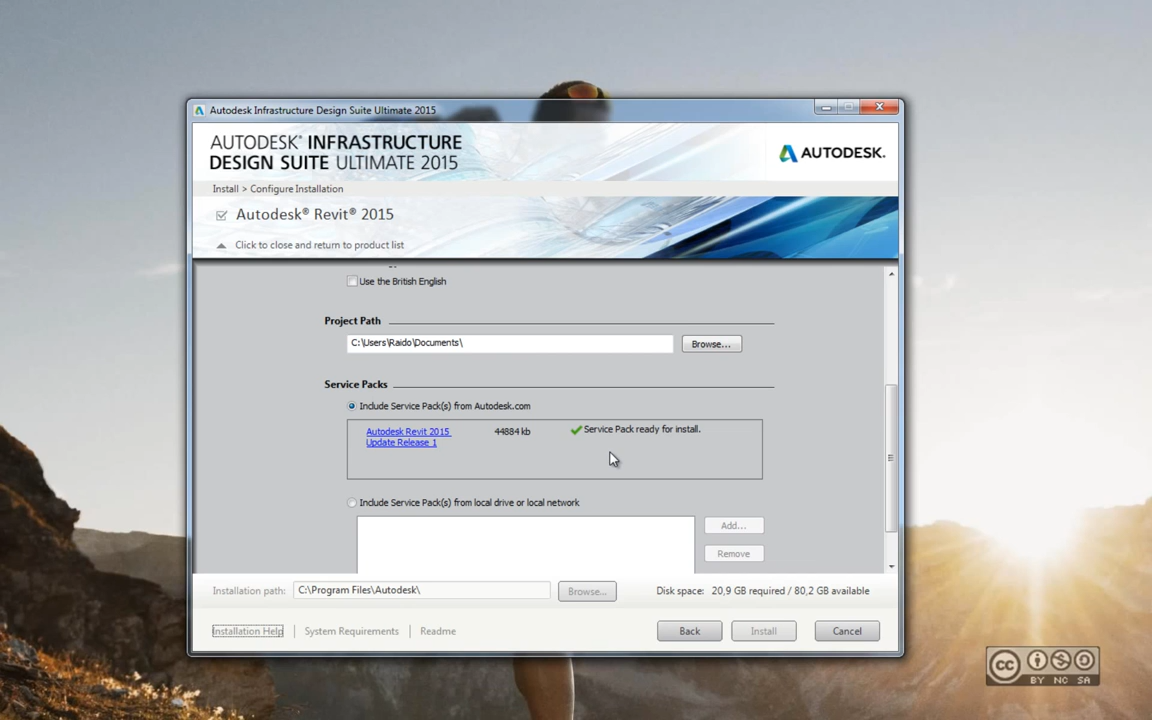 Autodesk Infrastructure Design Suite Ultimate 2015
AUTODESK® INFRASTRUCTURE
DESIGN SUITE ULTIMATE 2015
AUTODESK.
Install > Configure Installation
Autodesk® Revit® 2015
Click to close and return to product list
Use the British English
Project Path
C:\Users\Raido\Documents\
Browse...
Service Packs
Include Service Pack(s) from Autodesk.com
Autodesk Revit 2015
Update Release 1
44884 kb
Service Pack ready for install.
Include Service Pack(s) from local drive or local network
Add...
Remove
Installation path:
C:\Program Files\Autodesk\
Browse...
Disk space: 20,9 GB required / 80,2 GB available
Installation Help
System Requirements
Readme
Back
Install
Cancel
cc
BY NC SA